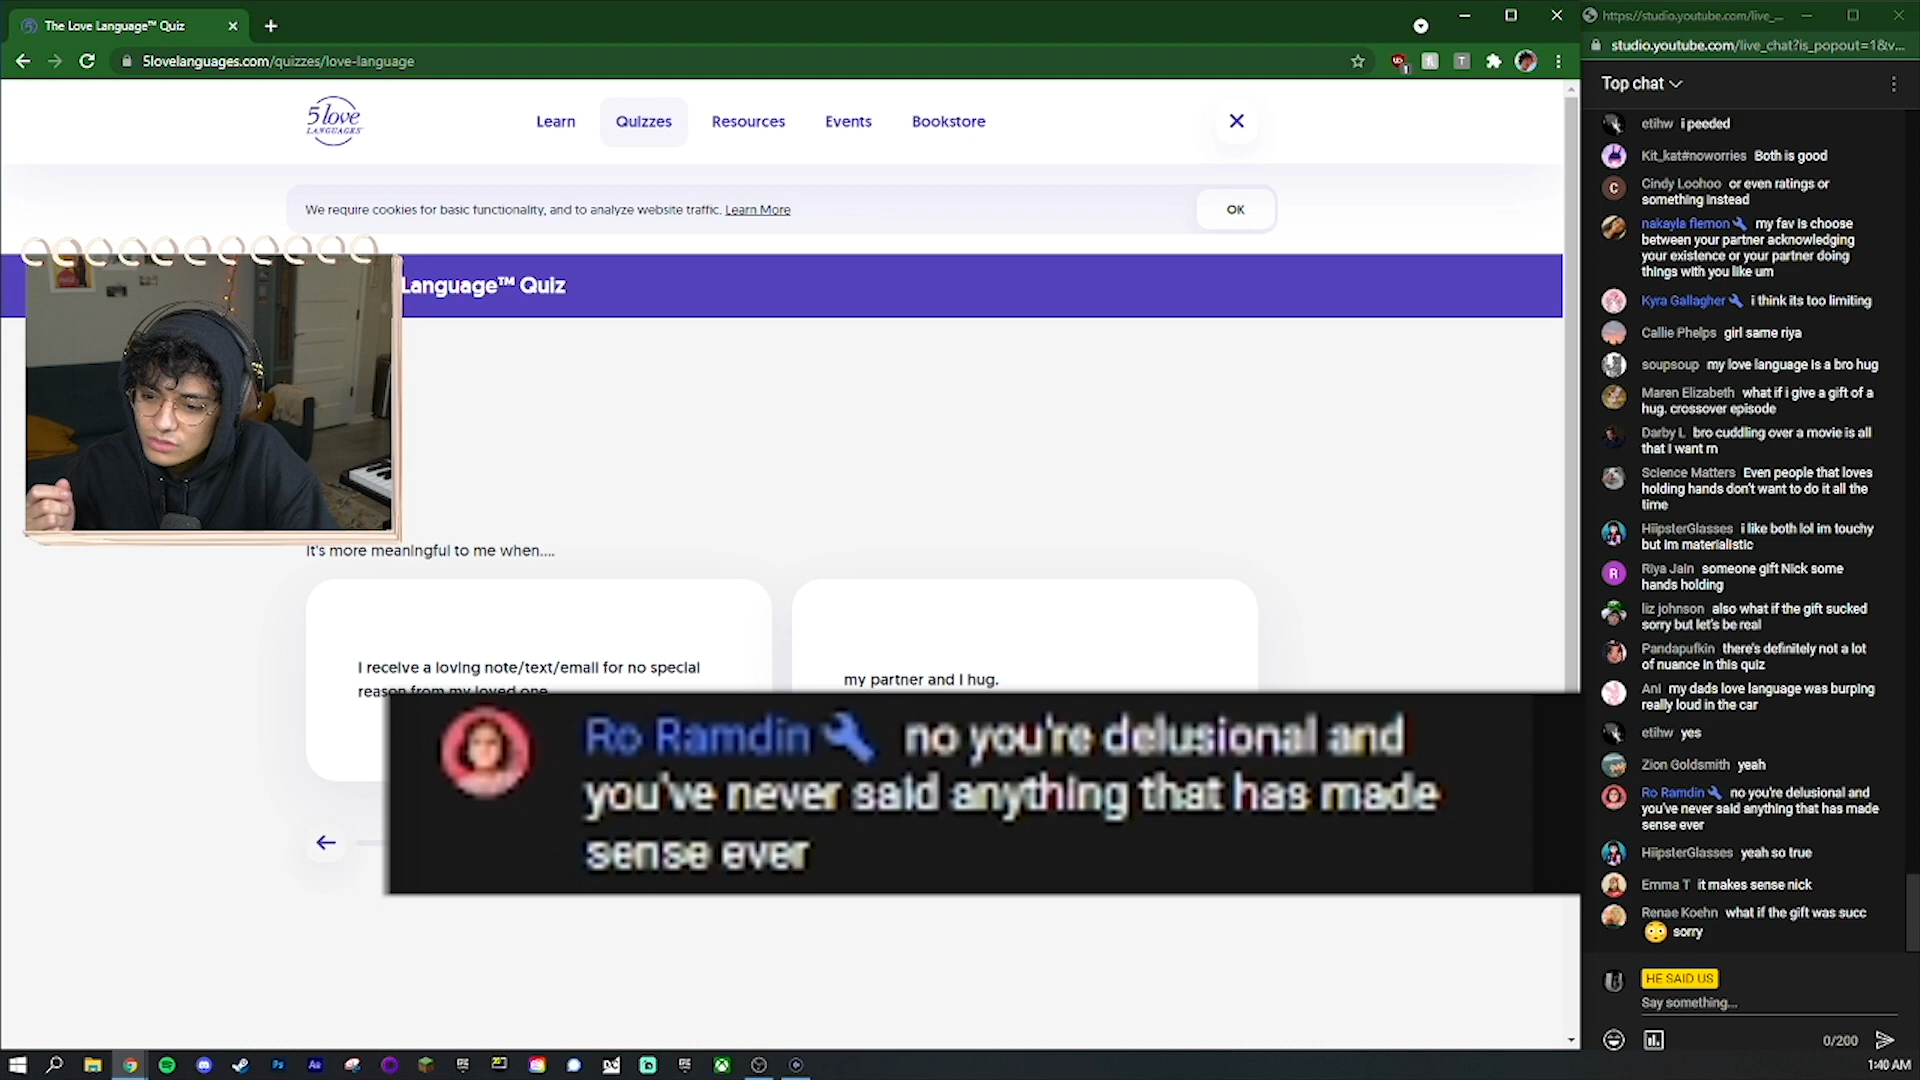 The Love Language™ Quiz
5lovelanguages.com/quizzes/love-language
5 love
LANGUAGES
Learn
Quizzes
Resources
Events
Bookstore
We require cookies for basic functionality, and to analyze website traffic. Learn More
OK
Language™ Quiz
It's more meaningful to me when....
I receive a loving note/text/email for no special
reason from my loved one.
my partner and I hug.
Ro Ramdin no you're delusional and
you've never said anything that has made
sense ever
https://studio.youtube.com/live_...
studio.youtube.com/live_chat?is_popout=1&v...
Top chat
etihw i peeded
Kit_kat#noworries Both is good
Cindy Loohoo or even ratings or
something instead
nakayla flemon my fav is choose
between your partner acknowledging
your existence or your partner doing
things with you like um
Kyra Gallagher i think its too limiting
Callie Phelps girl same riya
soupsoup my love language is a bro hug
Maren Elizabeth what if i give a gift of a
hug. crossover episode
Darby L bro cuddling over a movie is all
that I want rn
Science Matters Even people that loves
holding hands don't want to do it all the
time
HiipsterGlasses i like both lol im touchy
but im materialistic
R
Riya Jain someone gift Nick some
hands holding
liz johnson also what if the gift sucked
sorry but let's be real
Pandapufkin there's definitely not a lot
of nuance in this quiz
Ani my dads love language was burping
really loud in the car
etihw yes
Zion Goldsmith yeah
Ro Ramdin no you're delusional and
you've never said anything that has made
sense ever
HiipsterGlasses yeah so true
Emma T it makes sense nick
Renae Koehn what if the gift was succ
sorry
HE SAID US
Say something...
0/200
1:40 AM